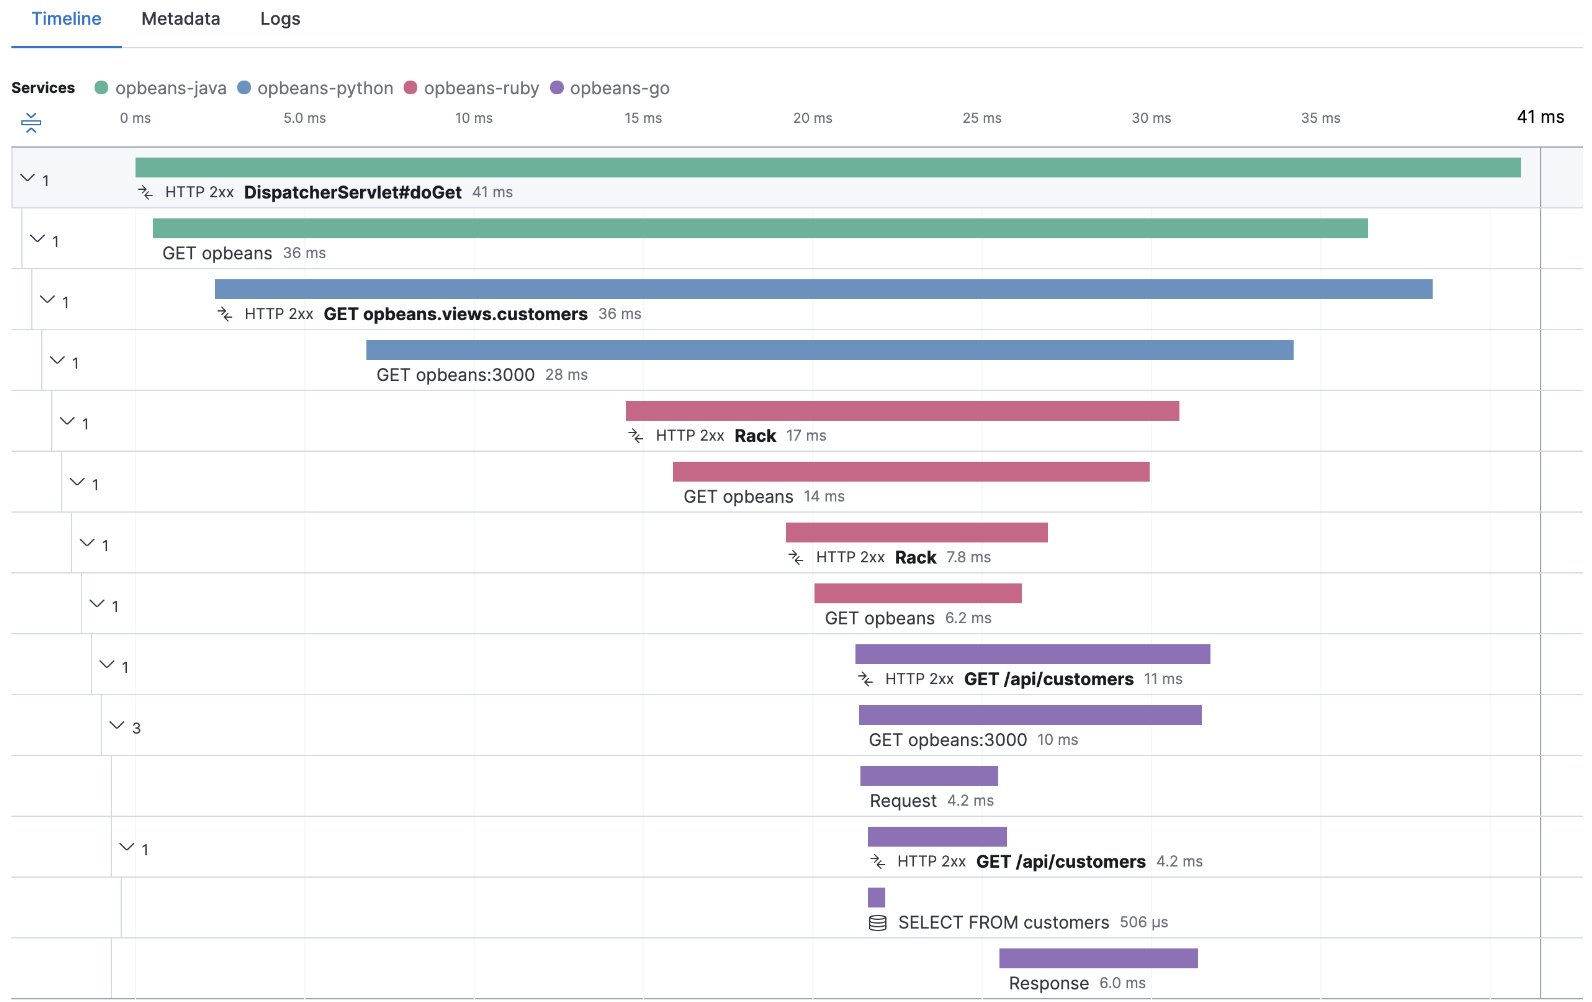 Timeline Metadata Logs
Services opbeans-java opbeans-python opbeans-ruby opbeans-go
0 ms 5.0 ms 10 ms 15 ms 20 ms 25 ms 30 ms 35 ms 41 ms
1
HTTP 2xx DispatcherServlet#doGet 41 ms
1
GET opbeans 36 ms
1
HTTP 2xx GET opbeans.views.customers 36 ms
1
GET opbeans:3000 28 ms
1
HTTP 2xx Rack 17 ms
1
GET opbeans 14 ms
1
HTTP 2xx Rack 7.8 ms
1
GET opbeans 6.2 ms
1
HTTP 2xx GET /api/customers 11 ms
3
GET opbeans:3000 10 ms
Request 4.2 ms
1
HTTP 2xx GET /api/customers 4.2 ms
SELECT FROM customers 506 μs
Response 6.0 ms